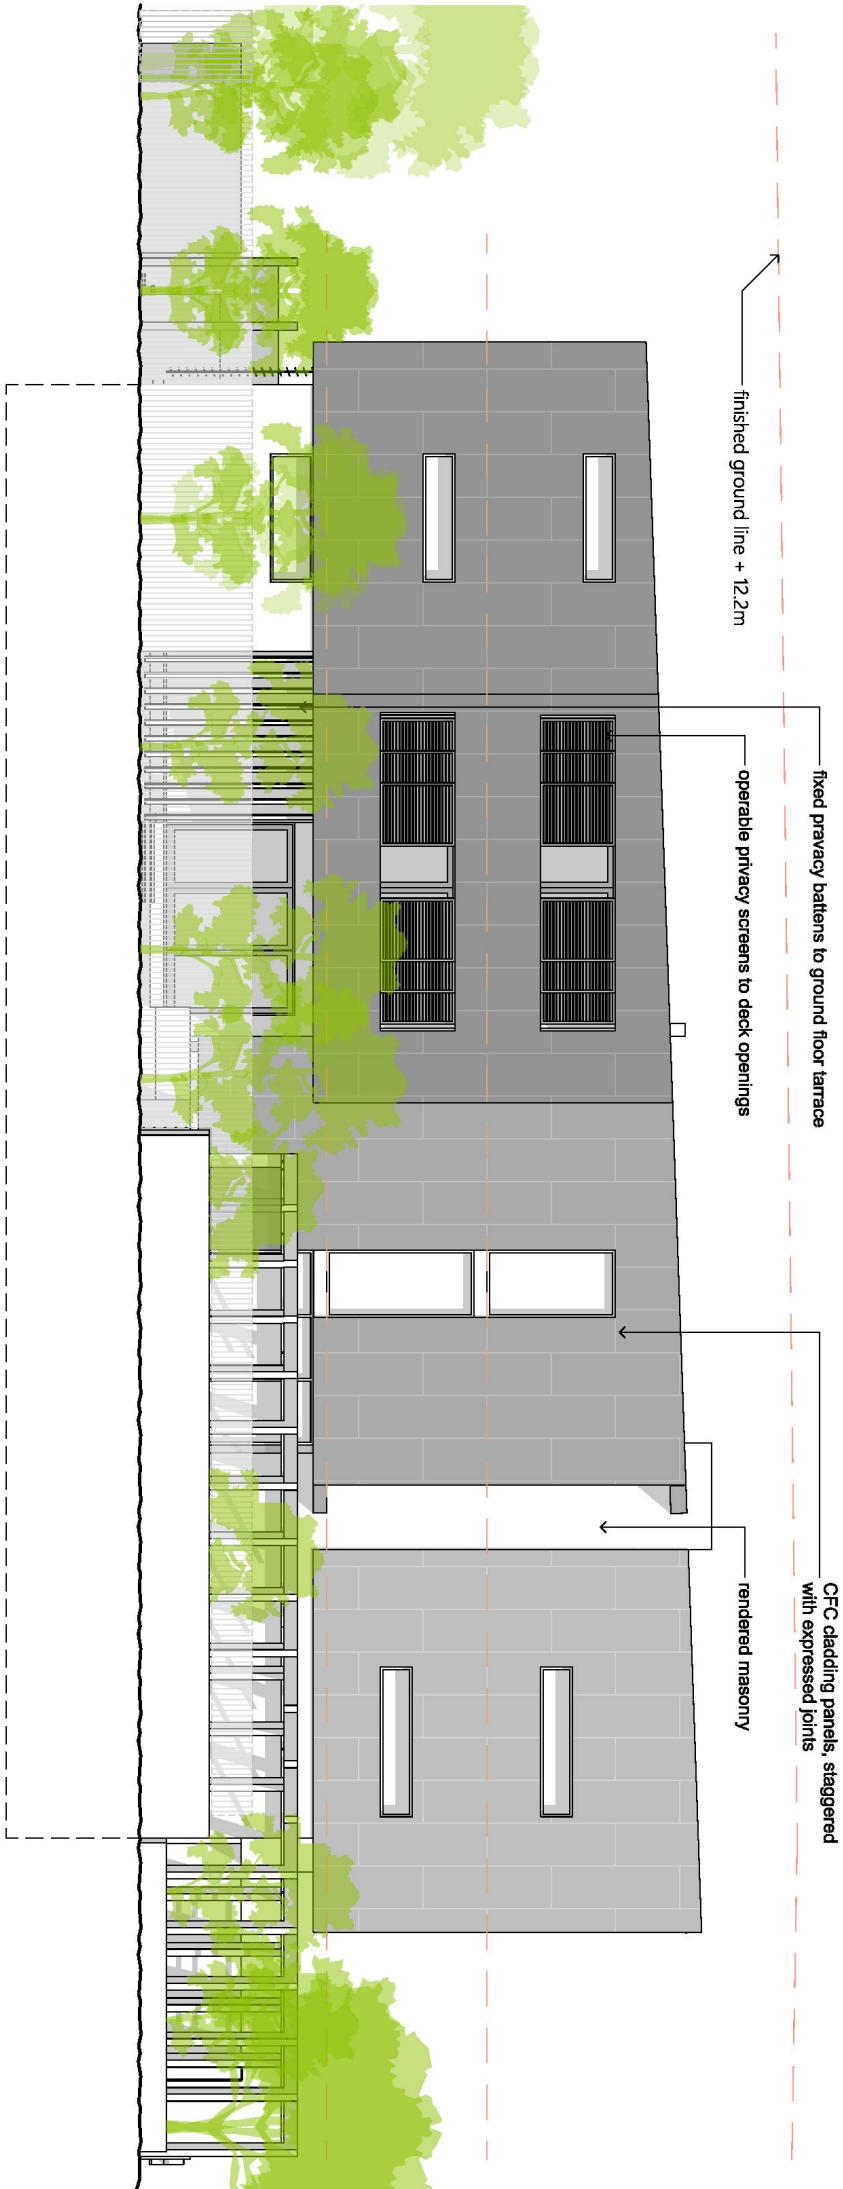 finished ground line + 12.2m
fixed pravacy battens to ground floor tarrace
operable privacy screens to deck openings
CFC cladding panels, staggered
with expressed joints
rendered masonry